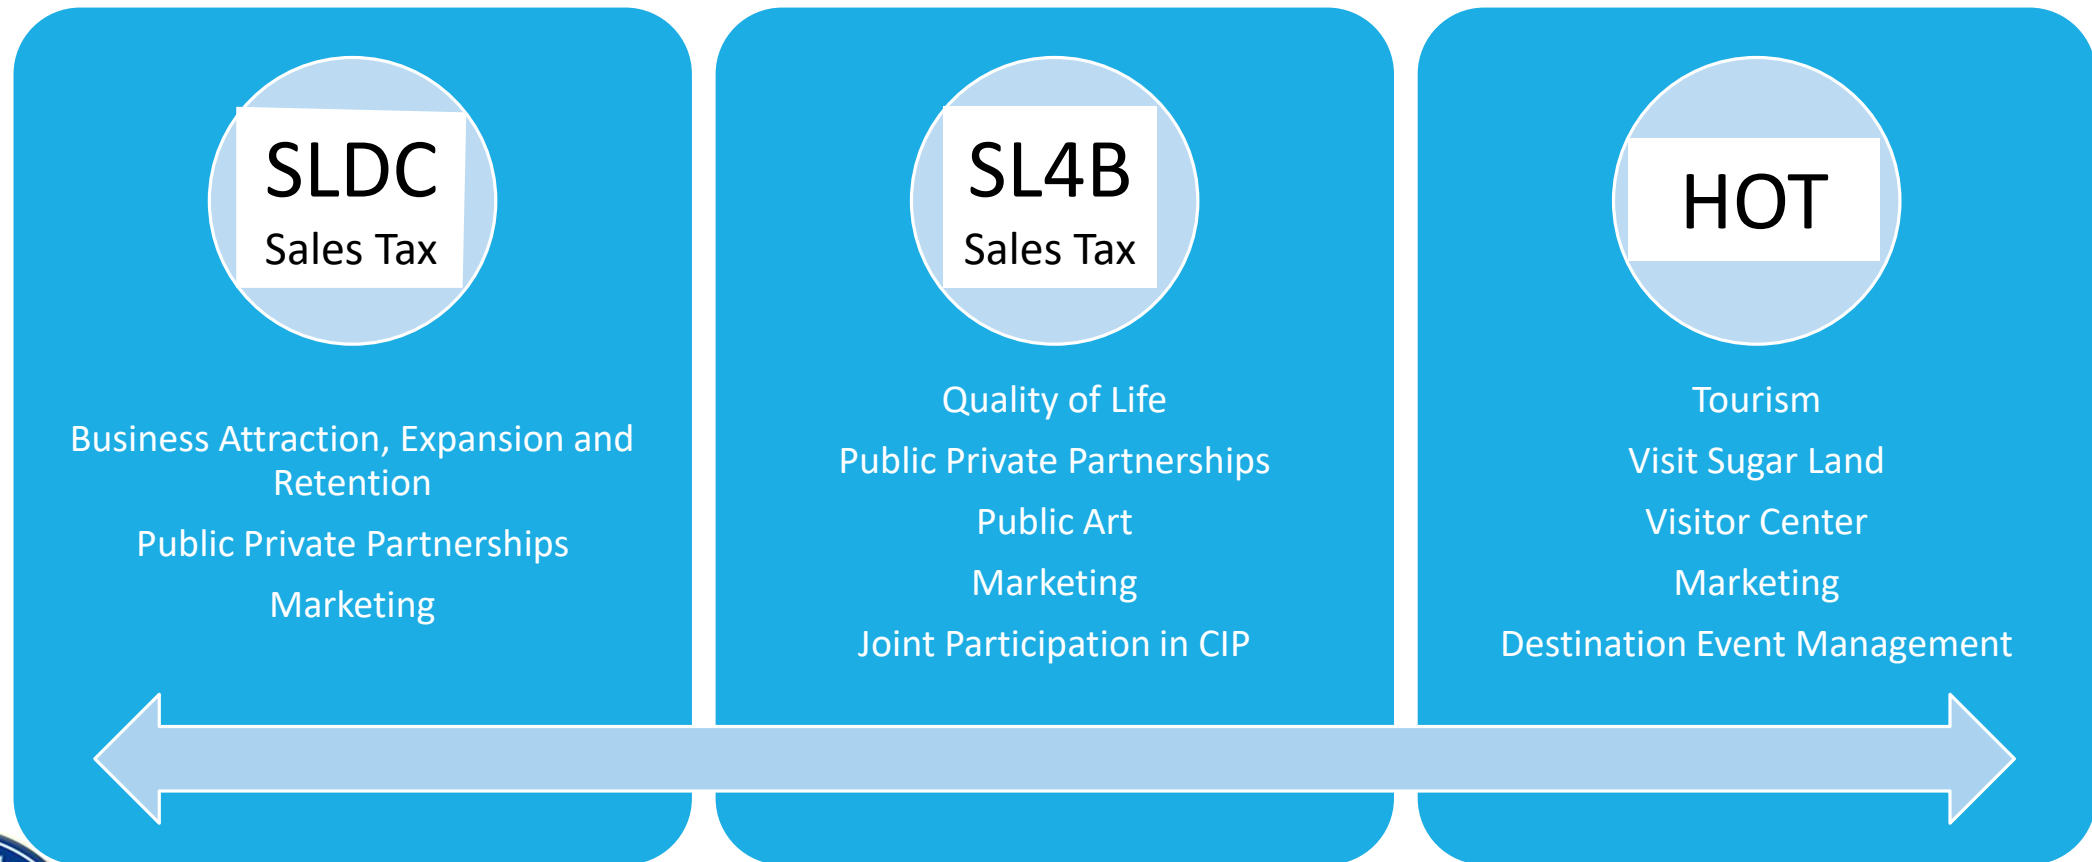 SLDC
Sales Tax
Business Attraction, Expansion and
Retention
Public Private Partnerships
Marketing
SL4B
Sales Tax
Quality of Life
Public Private Partnerships
Public Art
Marketing
Joint Participation in CIP
HOT
Tourism
Visit Sugar Land
Visitor Center
Marketing
Destination Event Management